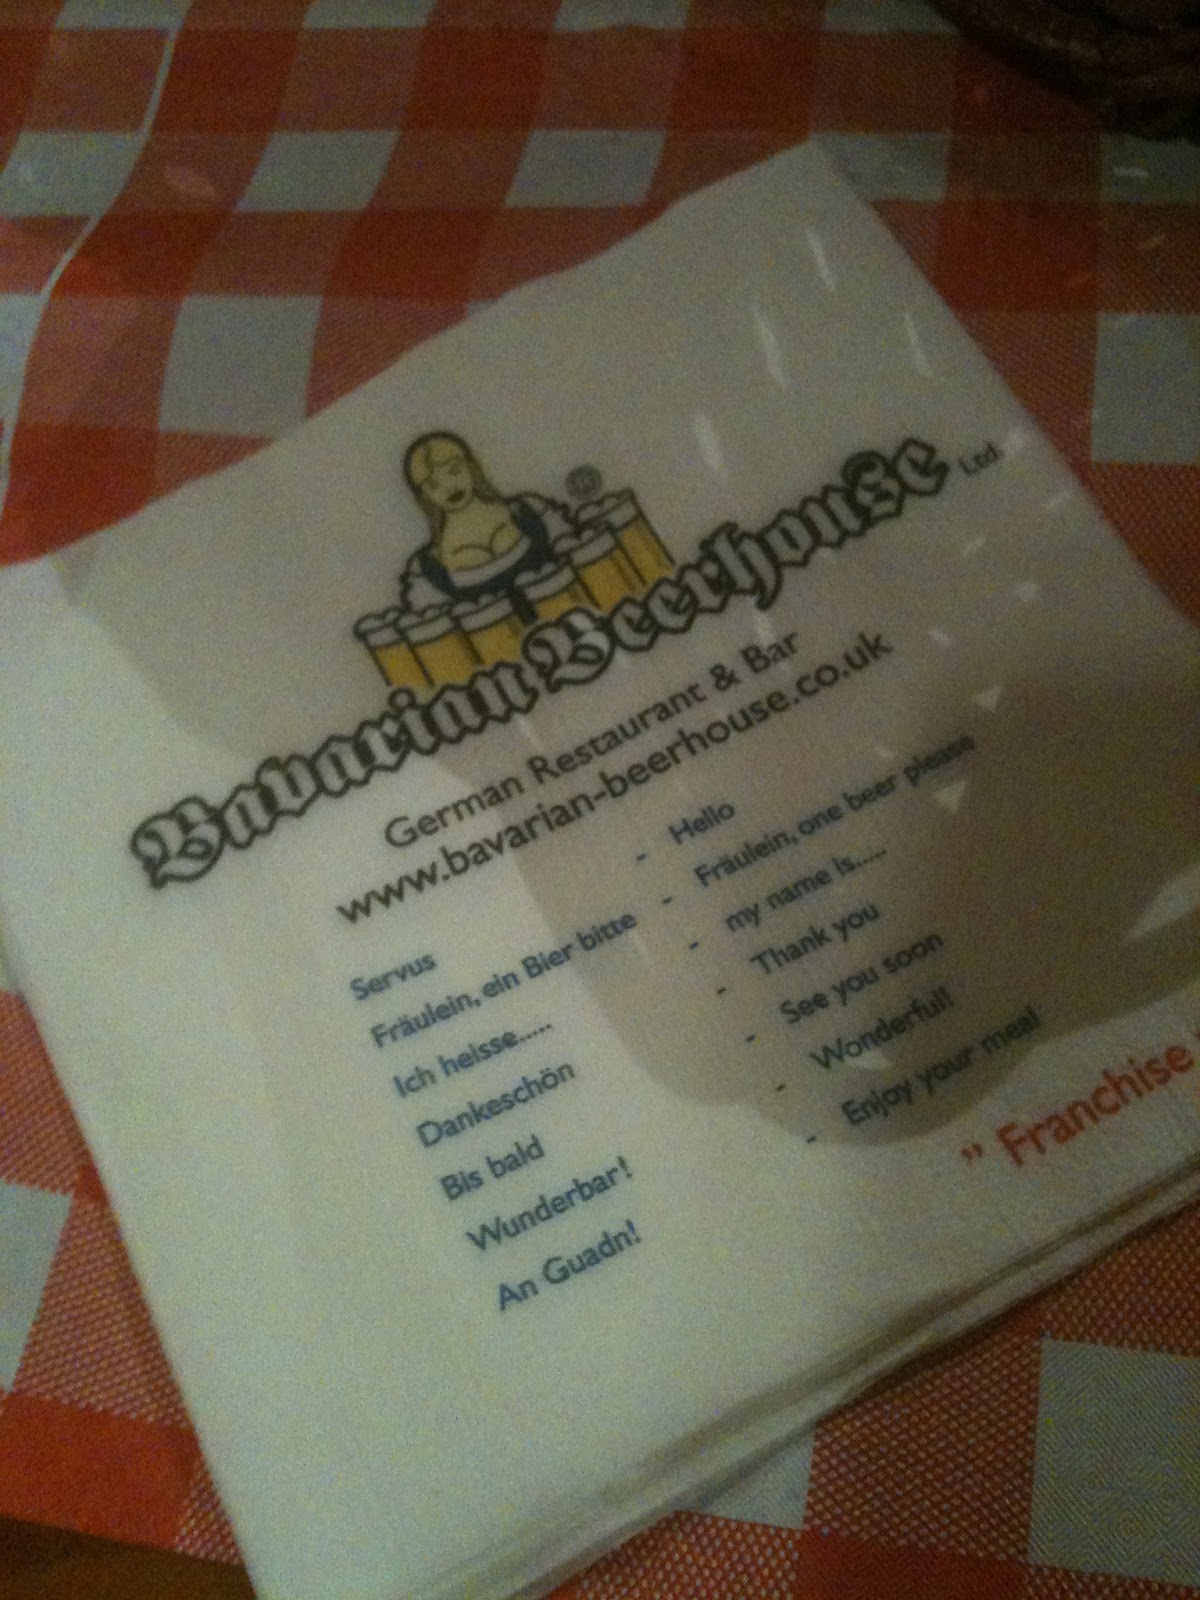 ®
Bavarian Beerhouse Ltd.
German Restaurant & Bar
www.bavarian-beerhouse.co.uk
Servus - Hello
Fräulein, ein Bier bitte - Fräulein, one beer please
Ich heisse..... - my name is.....
Dankeschön - Thank you
Bis bald - See you soon
Wunderbar! - Wonderful!
An Guadn! - Enjoy your meal
" Franchise